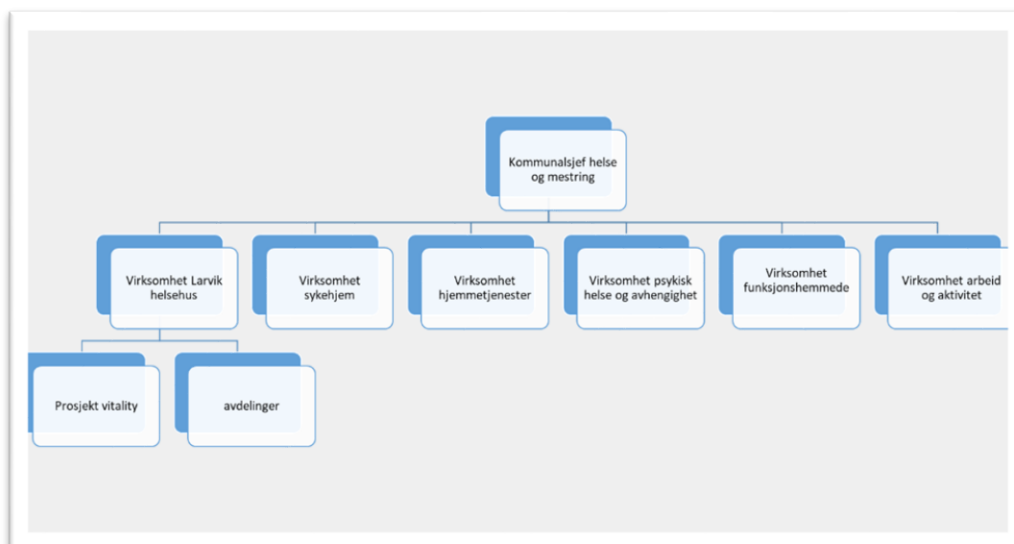 Kommunalsjef helse
og mestring
Virksomhet Larvik
helsehus
Virksomhet
sykehjem
Virksomhet
hjemmetjenester
Virksomhet psykisk
helse og avhengighet
Virksomhet
funksjonshemmede
Virksomhet arbeid
og aktivitet
Prosjekt vitality
avdelinger